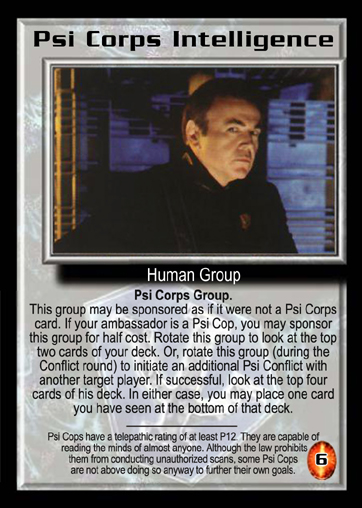 Psi Corps Intelligence
Human Group
Psi Corps Group.
This group may be sponsored as if it were not a Psi Corps
card. If your ambassador is a Psi Cop, you may sponsor
this group for half cost. Rotate this group to look at the top
two cards of your deck. Or, rotate this group (during the
Conflict round) to initiate an additional Psi Conflict with
another target player. If successful, look at the top four
cards of his deck. In either case, you may place one card
you have seen at the bottom of that deck.
Psi Cops have a telepathic rating of at least P12. They are capable of
reading the minds of almost anyone. Although the law prohibits
them from conducting unauthorized scans, some Psi Cops
are not above doing so anyway to further their own goals.
6